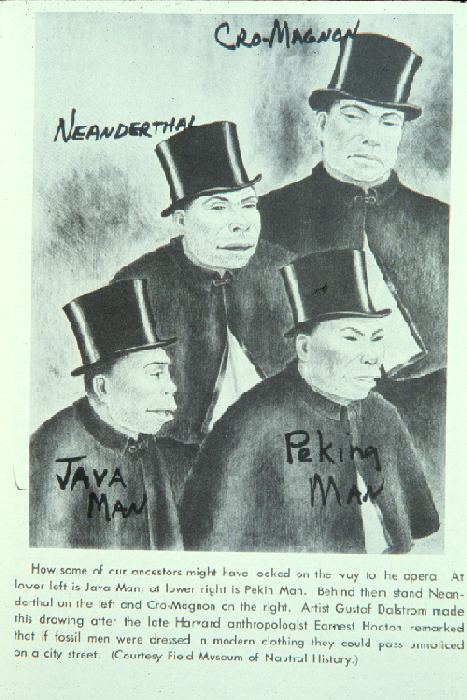 CRO-MAGNON
NEANDERTHAL
JAVA
MAN
Peking
Man
How some of our ancestors might have looked on the way to the opera. At
lower left is Java Man, at lower right is Pekin Man. Behind then stand Nean-
derthal on the left and Cro-Magnon on the right. Artist Gustaf Dalstrom made
this drawing after the late Harvard anthropologist Earnest Hooton remarked
that if fossil men were dressed in modern clothing they could pass unnoticed
on a city street. (Courtesy Field Museum of Nautral History.)